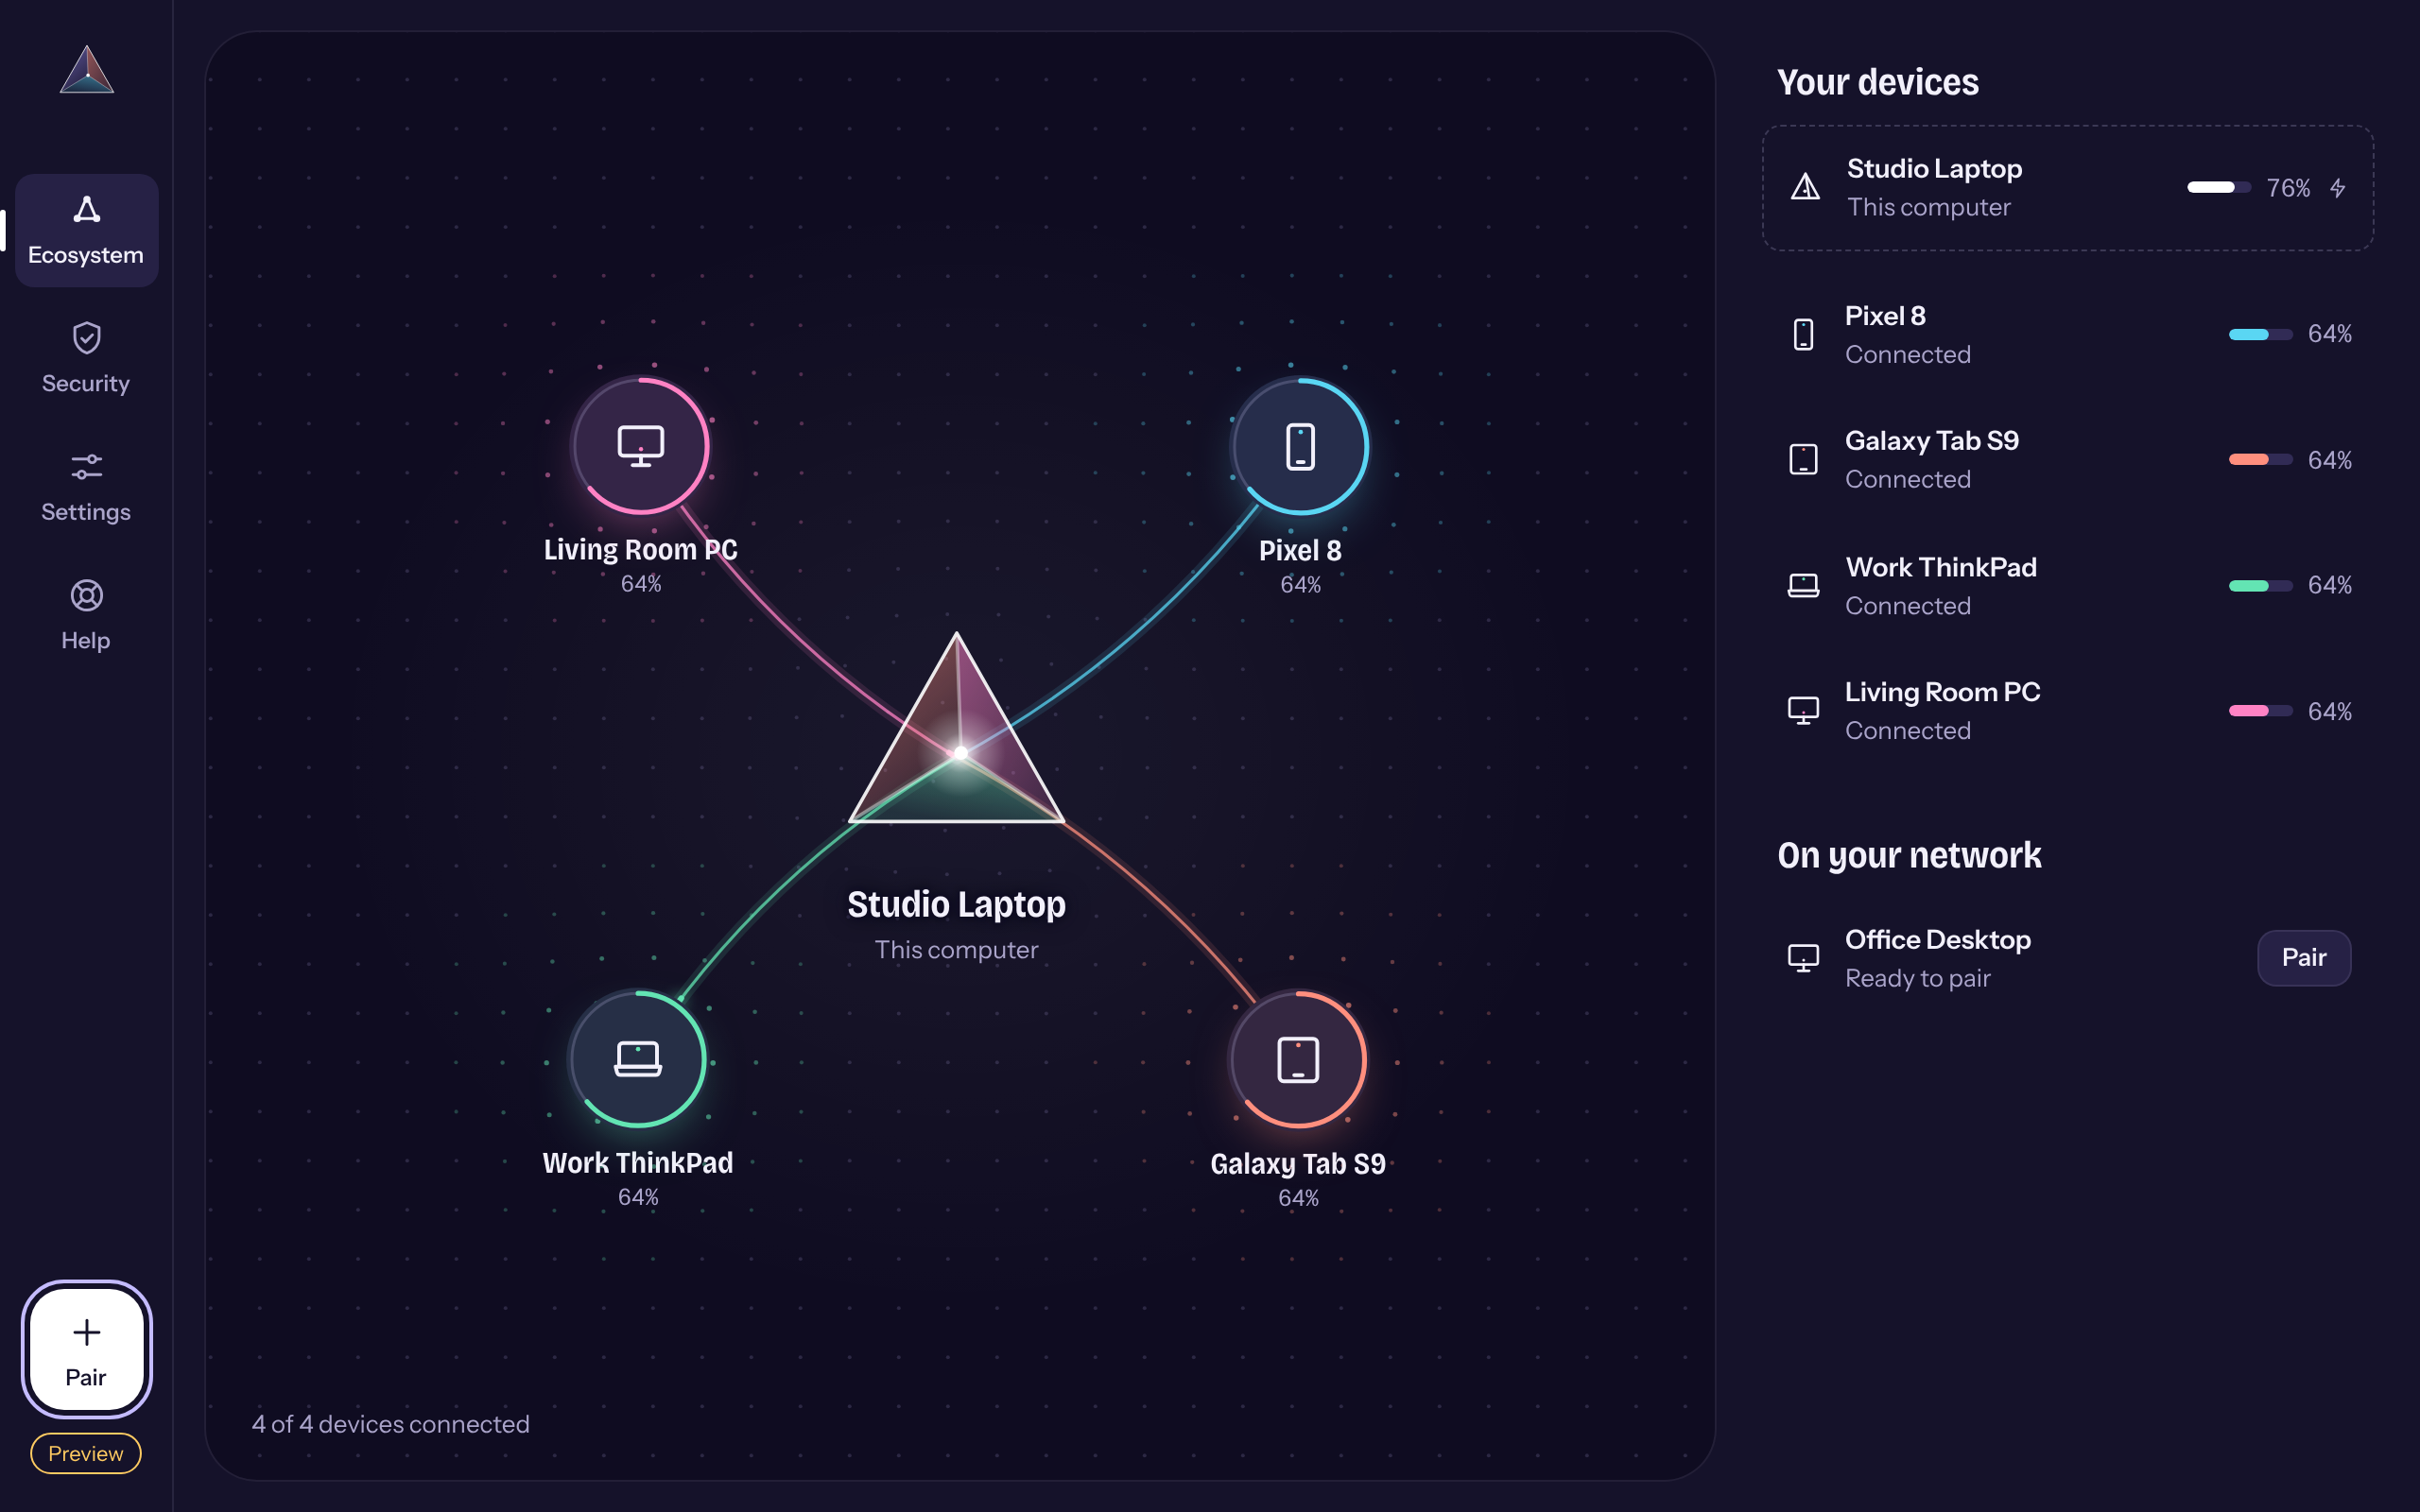 Ecosystem
Security
Settings
Help
Pair
Preview
Living Room PC
64%
Pixel 8
64%
Studio Laptop
This computer
Work ThinkPad
64%
Galaxy Tab S9
64%
4 of 4 devices connected
Your devices
Studio Laptop
This computer
76%
Pixel 8
Connected
64%
Galaxy Tab S9
Connected
64%
Work ThinkPad
Connected
64%
Living Room PC
Connected
64%
On your network
Office Desktop
Ready to pair
Pair